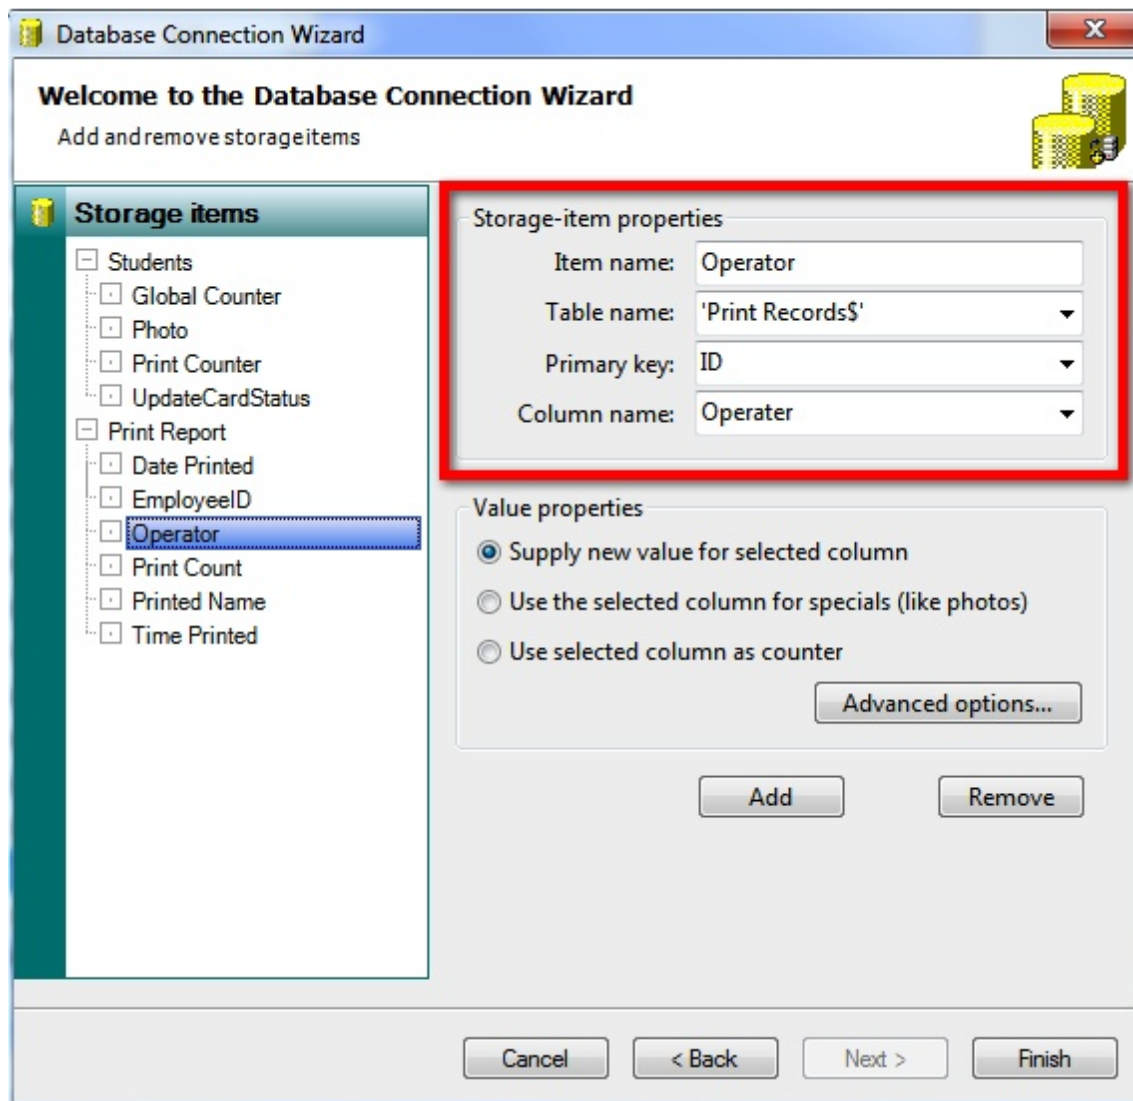 Database Connection Wizard
X
Welcome to the Database Connection Wizard
Add and remove storage items
Storage items
Students
Global Counter
Photo
Print Counter
UpdateCardStatus
Print Report
Date Printed
EmployeeID
Operator
Print Count
Printed Name
Time Printed
Storage-item properties
Item name: Operator
Table name: 'Print Records$'
Primary key: ID
Column name: Operater
Value properties
Supply new value for selected column
Use the selected column for specials (like photos)
Use selected column as counter
Advanced options...
Add Remove
Cancel < Back Next > Finish